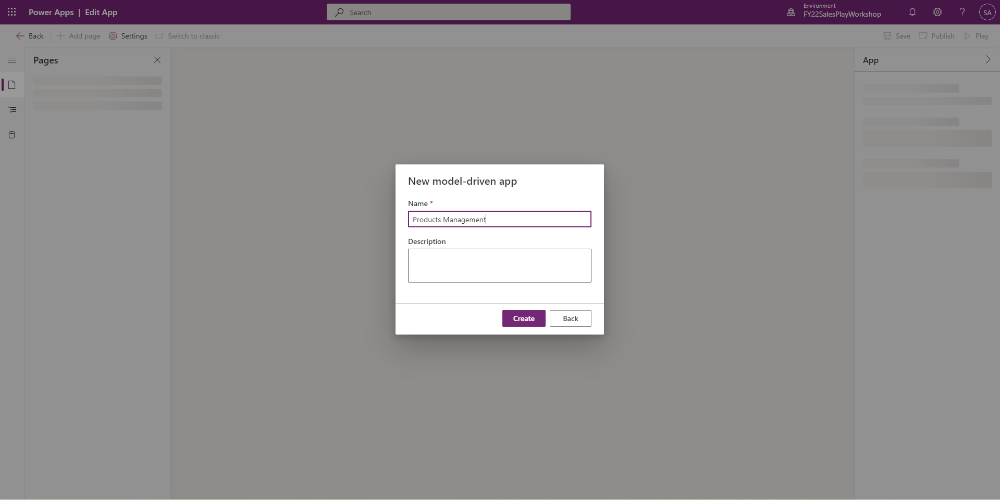 Power Apps | Edit App
Search
Environment
FY22SalesPlayWorkshop
SA
Back
Add page
Settings
Switch to classic
Save
Publish
Play
Pages
App
New model-driven app
Name *
Products Management
Description
Create
Back